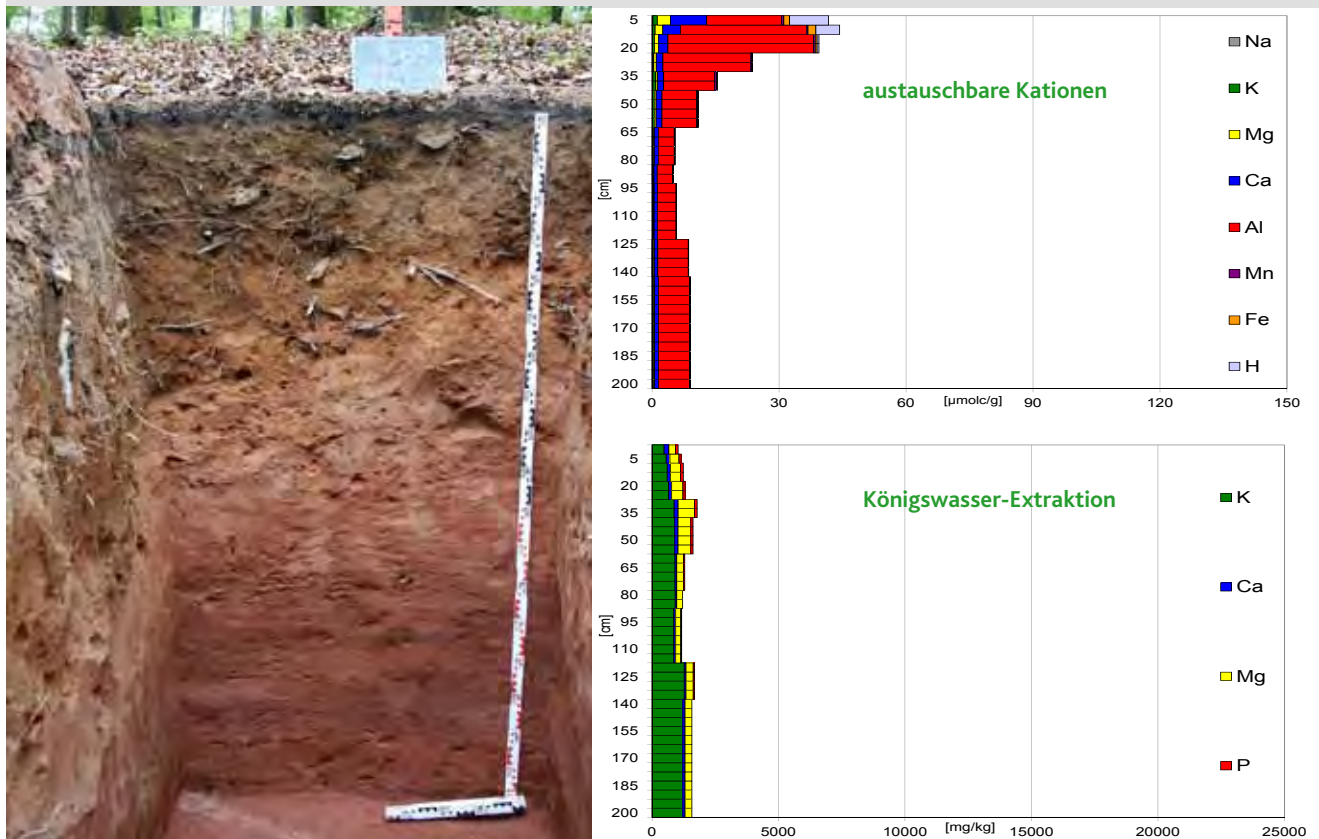 austauschbare Kationen
[cm]
5
20
35
50
65
80
95
110
125
140
155
170
185
200
0 30 60 90 120 150
[µmolc/g]
Na
K
Mg
Ca
Al
Mn
Fe
H
Königswasser-Extraktion
[cm]
5
20
35
50
65
80
95
110
125
140
155
170
185
200
0 5000 10000 15000 20000 25000
[mg/kg]
K
Ca
Mg
P